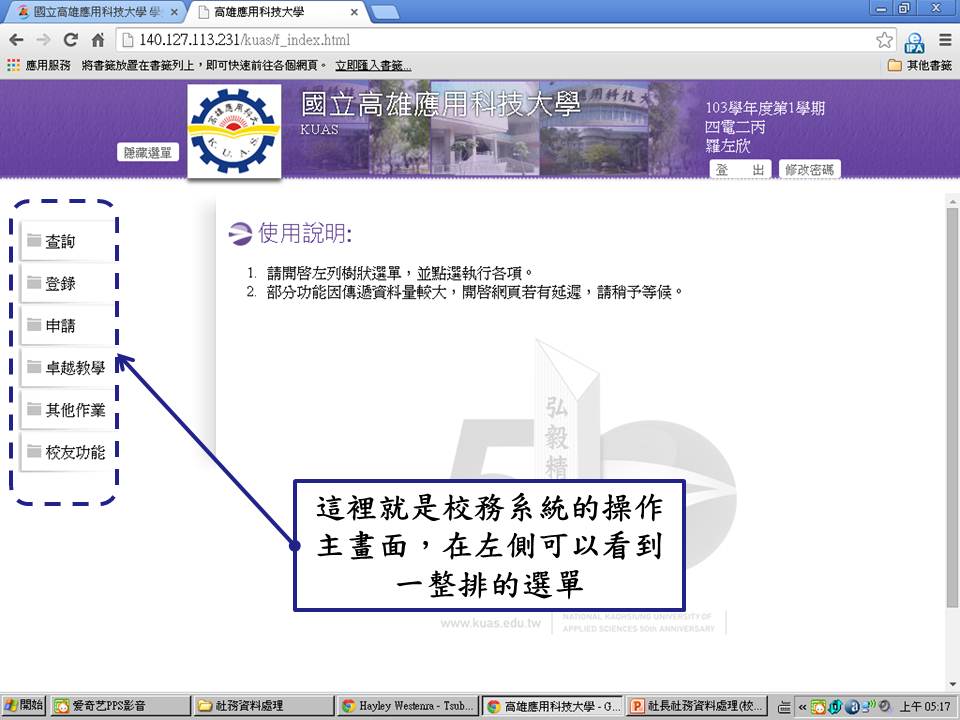 國立高雄應用科技大學 學
高雄應用科技大學
140.127.113.231/kuas/f_index.html
應用服務 將書籤放置在書籤列上，即可快速前往各個網頁。 立即匯入書籤...
其他書籤
國立高雄應用科技大學
KUAS
隱藏選單
103學年度第1學期
四電二丙
羅左欣
登 出 修改密碼
查詢
登錄
申請
卓越教學
其他作業
校友功能
使用說明:
1. 請開啓左列樹狀選單，並點選執行各項。
2. 部分功能因傳遞資料量較大，開啓網頁若有延遲，請稍予等候。
弘
毅
精
這裡就是校務系統的操作
主畫面，在左側可以看到
一整排的選單
www.kuas.edu.tw
NATIONAL KAOHSIUNG UNIVERSITY OF
APPLIED SCIENCES 50th ANNIVERSARY
開始 爱奇艺PPS影音 社務資料處理 Hayley Westenra - Tsub... 高雄應用科技大學 - G... 社長社務資料處理(校... 上午 05:17